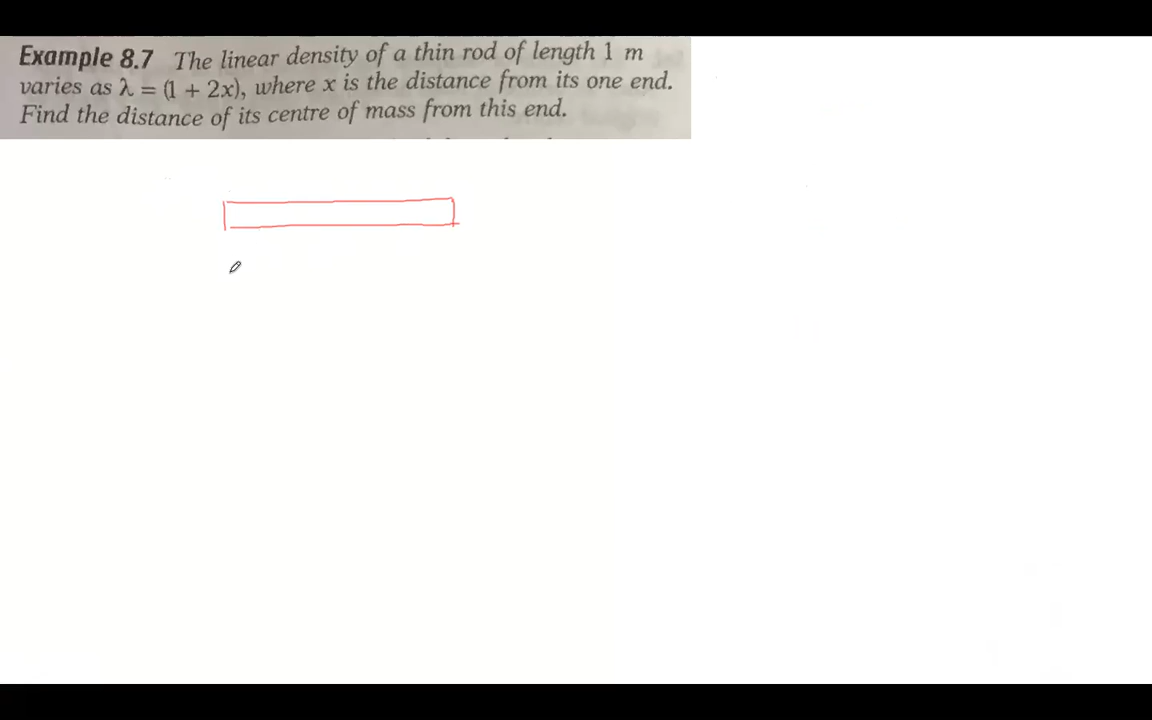 Example 8.7 The linear density of a thin rod of length 1 m
varies as λ = (1 + 2x), where x is the distance from its one end.
Find the distance of its centre of mass from this end.